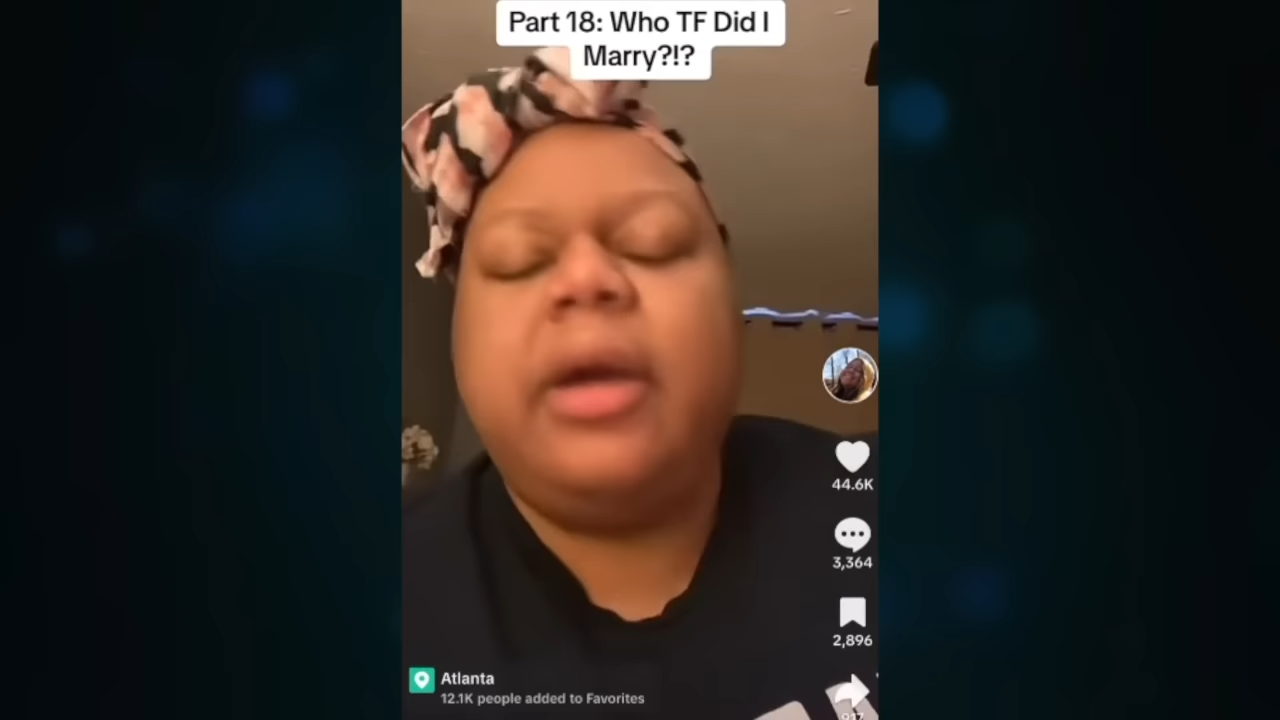 Part 18: Who TF Did I
Marry?!?
44.6K
3,364
2,896
Atlanta
12.1K people added to Favorites
917